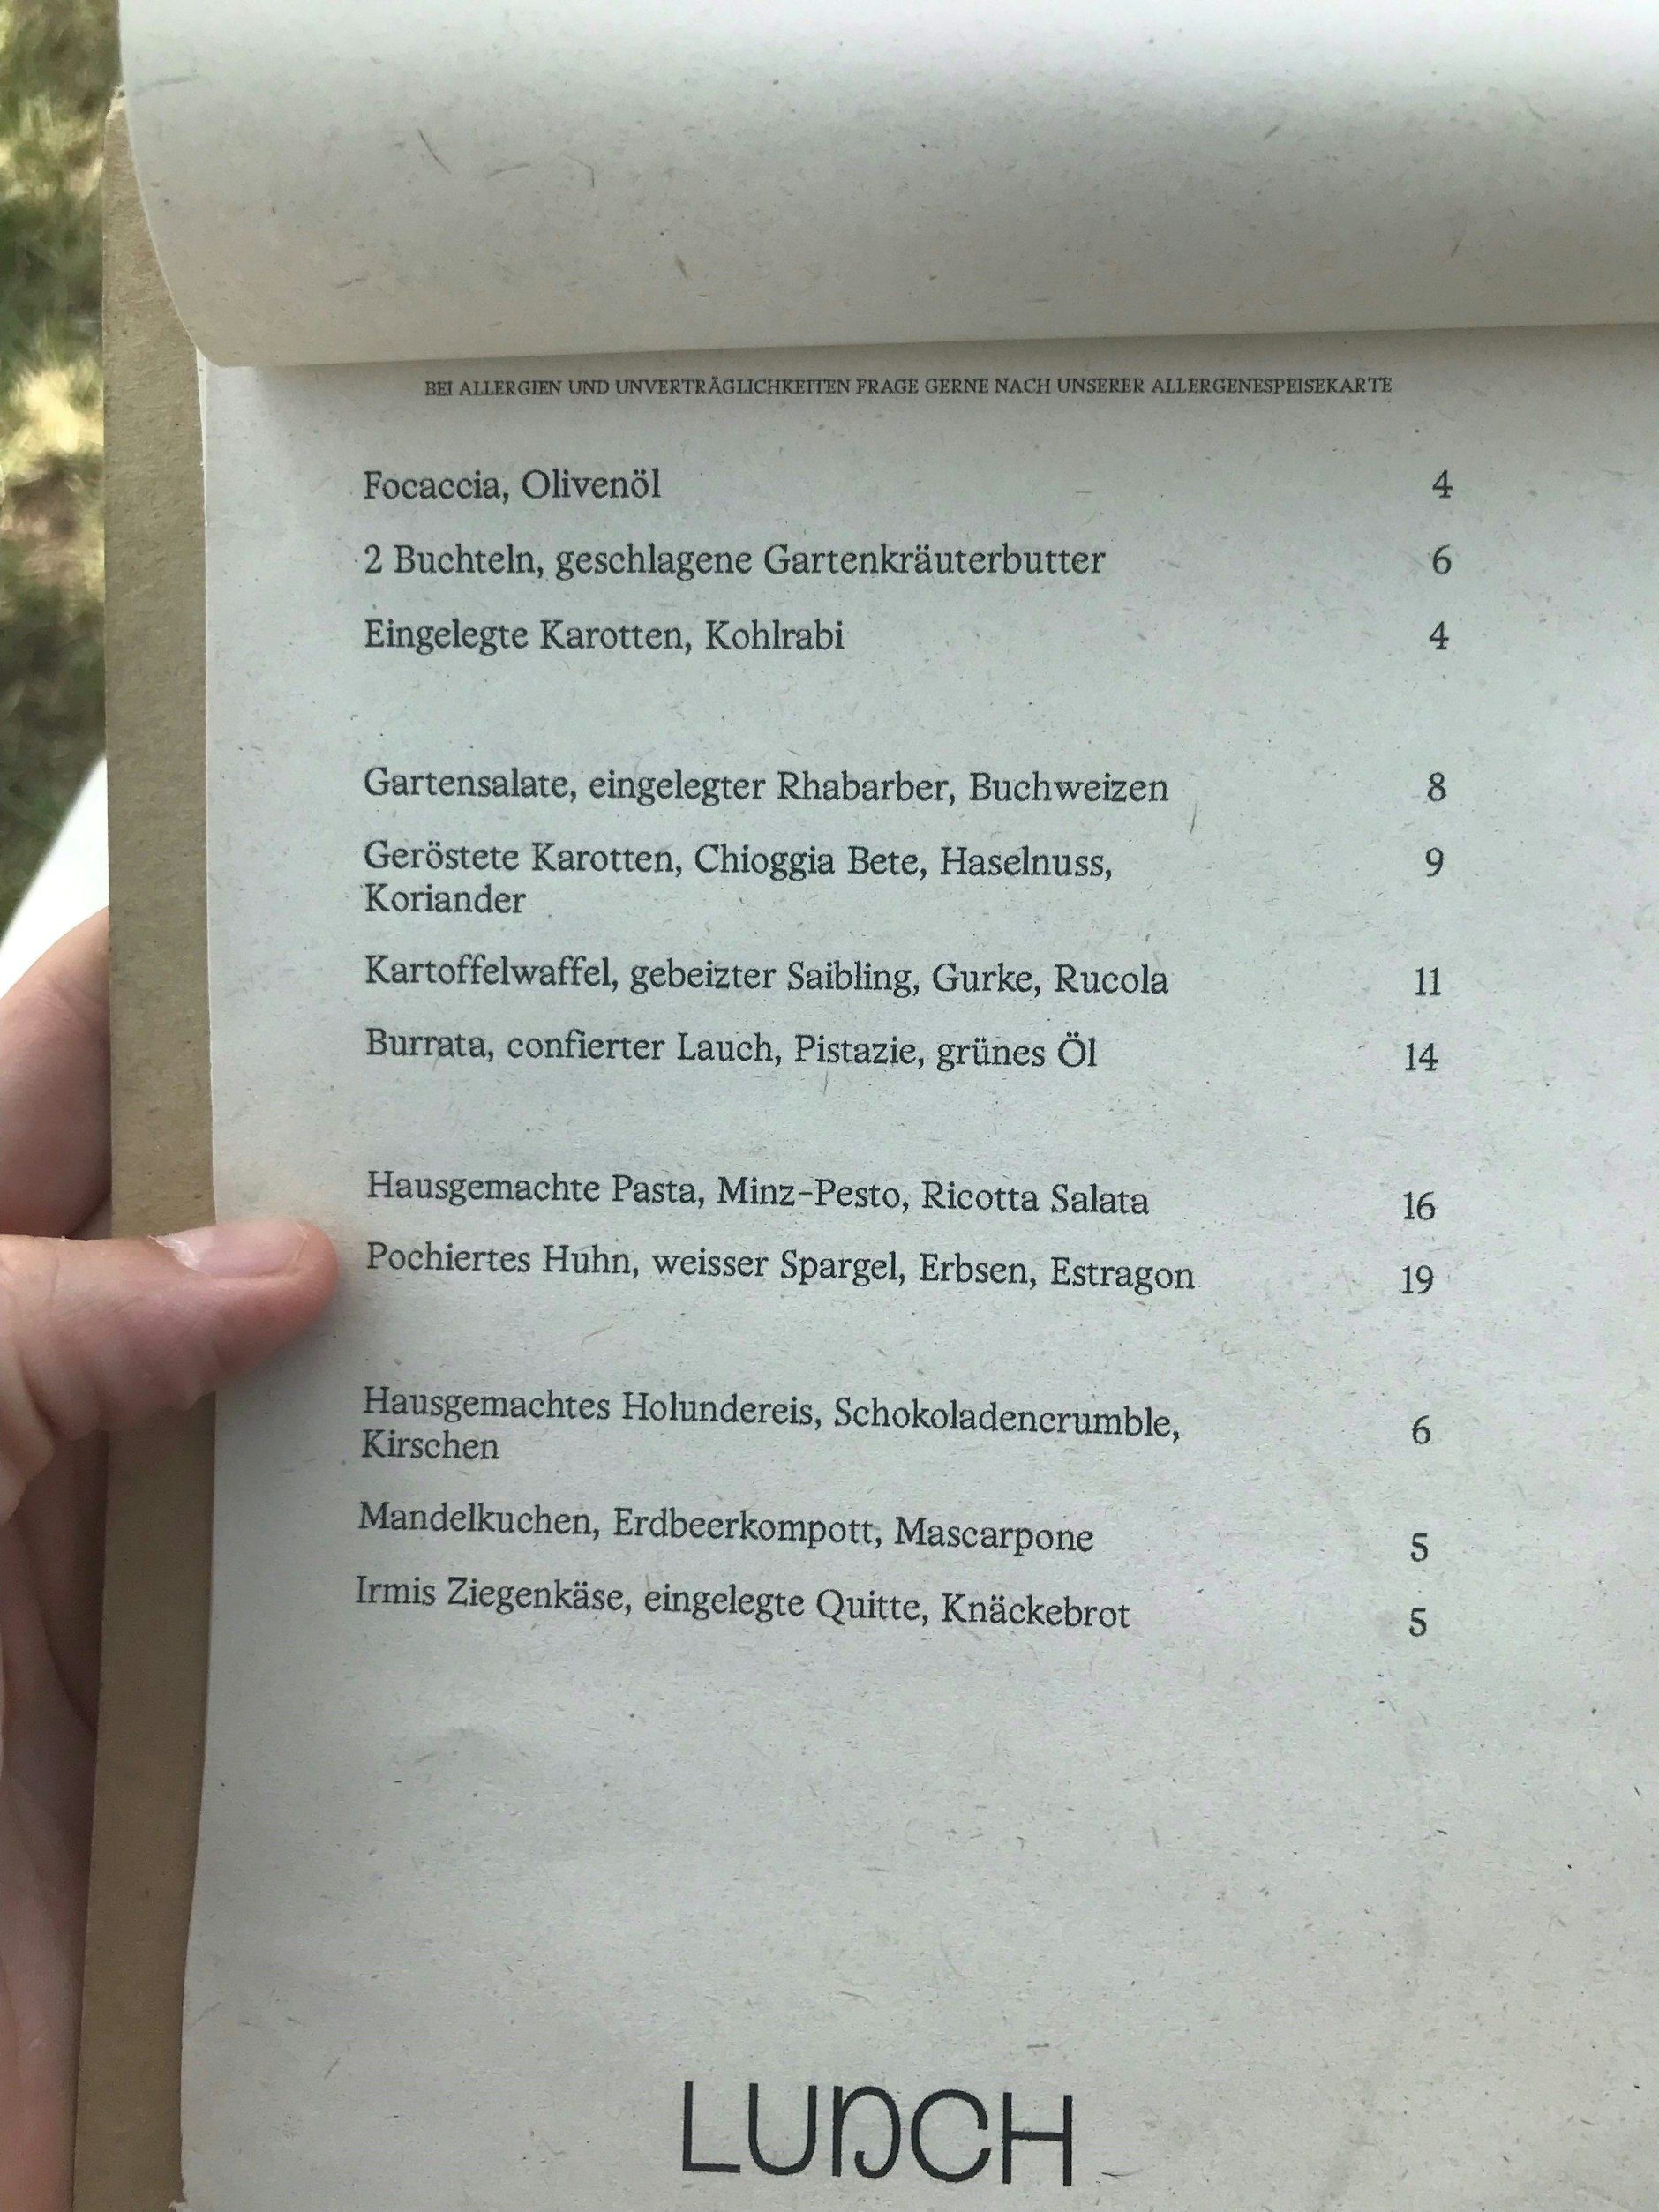 BEI ALLERGIEN UND UNVERTRÄGLICHKEITEN FRAGE GERNE NACH UNSERER ALLERGENESPEISEKARTE
Focaccia, Olivenöl 4
2 Buchteln, geschlagene Gartenkräuterbutter 6
Eingelegte Karotten, Kohlrabi 4
Gartensalate, eingelegter Rhabarber, Buchweizen 8
Geröstete Karotten, Chioggia Bete, Haselnuss, 9
Koriander
Kartoffelwaffel, gebeizter Saibling, Gurke, Rucola 11
Burrata, confierter Lauch, Pistazie, grünes Öl 14
Hausgemachte Pasta, Minz-Pesto, Ricotta Salata 16
Pochiertes Huhn, weisser Spargel, Erbsen, Estragon 19
Hausgemachtes Holundereis, Schokoladencrumble, 6
Kirschen
Mandelkuchen, Erdbeerkompott, Mascarpone 5
Irmis Ziegenkäse, eingelegte Quitte, Knäckebrot 5
LUNCH